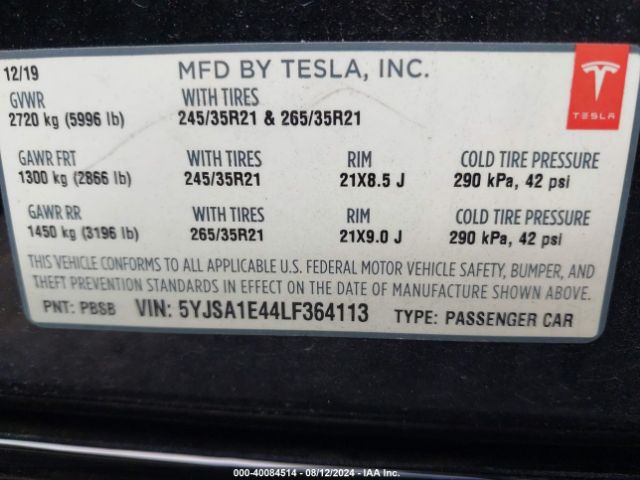 12/19 MFD BY TESLA, INC.
GVWR WITH TIRES
2720 kg (5996 lb) 245/35R21 & 265/35R21
TESLA
GAWR FRT WITH TIRES RIM COLD TIRE PRESSURE
1300 kg (2866 lb) 245/35R21 21X8.5 J 290 kPa, 42 psi
GAWR RR WITH TIRES RIM COLD TIRE PRESSURE
1450 kg (3196 lb) 265/35R21 21X9.0 J 290 kPa, 42 psi
THIS VEHICLE CONFORMS TO ALL APPLICABLE U.S. FEDERAL MOTOR VEHICLE SAFETY, BUMPER, AND
THEFT PREVENTION STANDARDS IN EFFECT ON THE DATE OF MANUFACTURE SHOWN ABOVE.
PNT: PBSB VIN: 5YJSA1E44LF364113 TYPE: PASSENGER CAR
000-40084514 - 08/12/2024 - IAA, Inc.